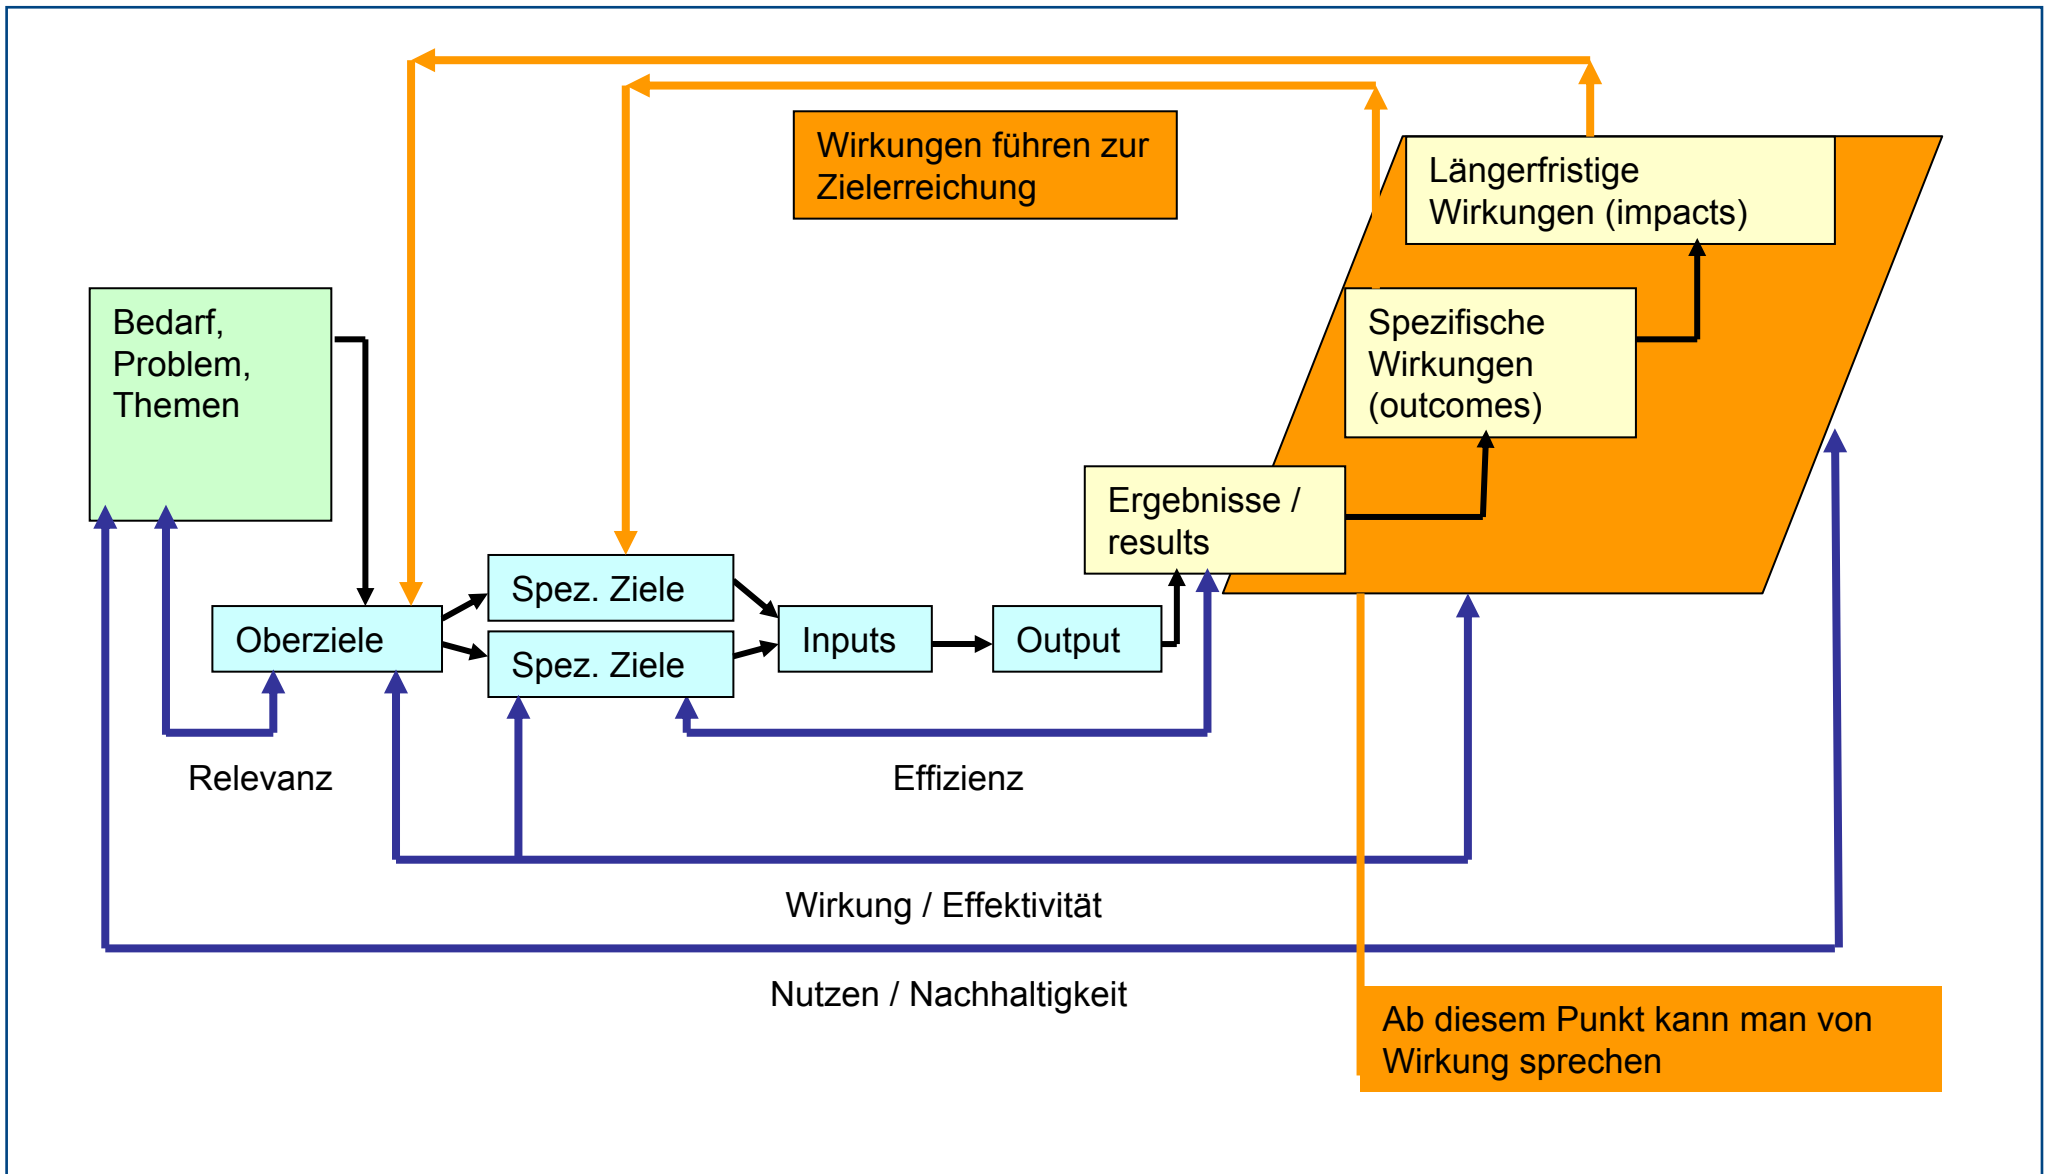 Wirkungen führen zur
Zielerreichung
Längerfristige
Wirkungen (impacts)
Bedarf,
Problem,
Themen
Spezifische
Wirkungen
(outcomes)
Ergebnisse /
results
Spez. Ziele
Oberziele
Spez. Ziele
Inputs
Output
Relevanz
Effizienz
Wirkung / Effektivität
Nutzen / Nachhaltigkeit
Ab diesem Punkt kann man von
Wirkung sprechen